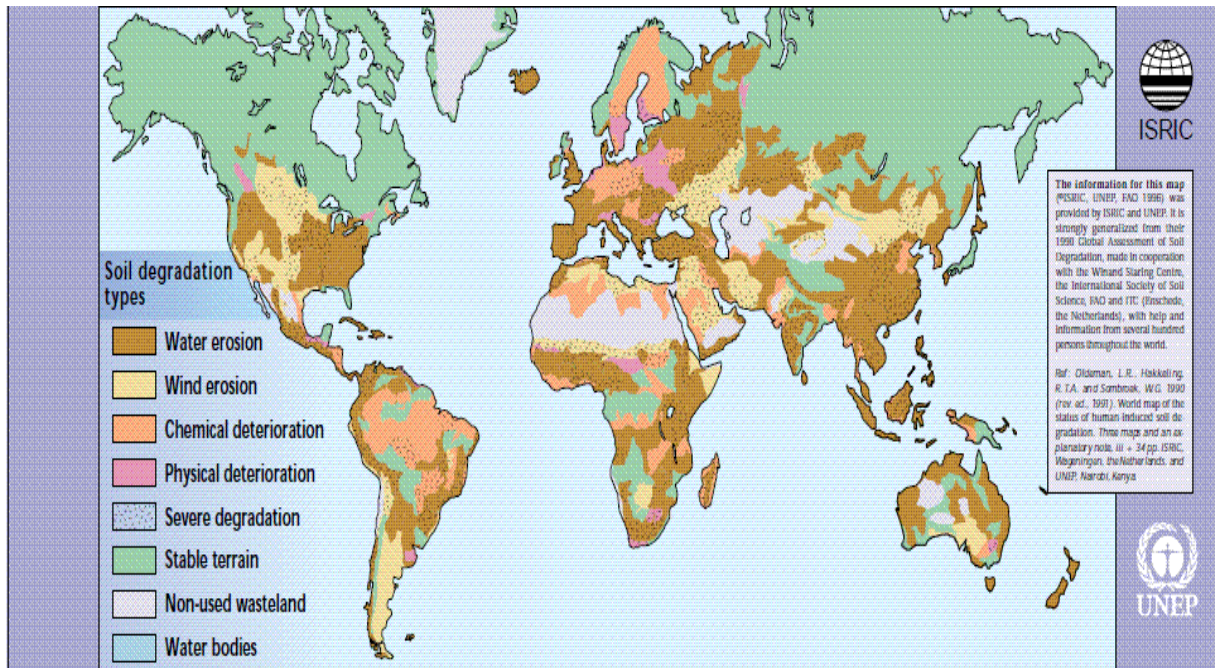 Soil degradation
types
Water erosion
Wind erosion
Chemical deterioration
Physical deterioration
Severe degradation
Stable terrain
Non-used wasteland
Water bodies
ISRIC
The information for this map
(©ISRIC, UNEP, FAO 1996) was
provided by ISRIC and UNEP. It is
strongly generalized from their
1990 Global Assessment of Soil
Degradation, made in cooperation
with the Winand Staring Centre,
the International Society of Soil
Science, FAO and ITC (Enschede,
the Netherlands), with help and
information from several hundred
persons throughout the world.
Ref: Oldeman, L.R., Hakkeling,
R.T.A. and Sombroek, W.G. 1990
(rev. ed., 1991). World map of the
status of human-induced soil de-
gradation. Three maps and an ex-
planatory note, iii + 34 pp. ISRIC,
Wageningen, the Netherlands, and
UNEP, Nairobi, Kenya.
UNEP